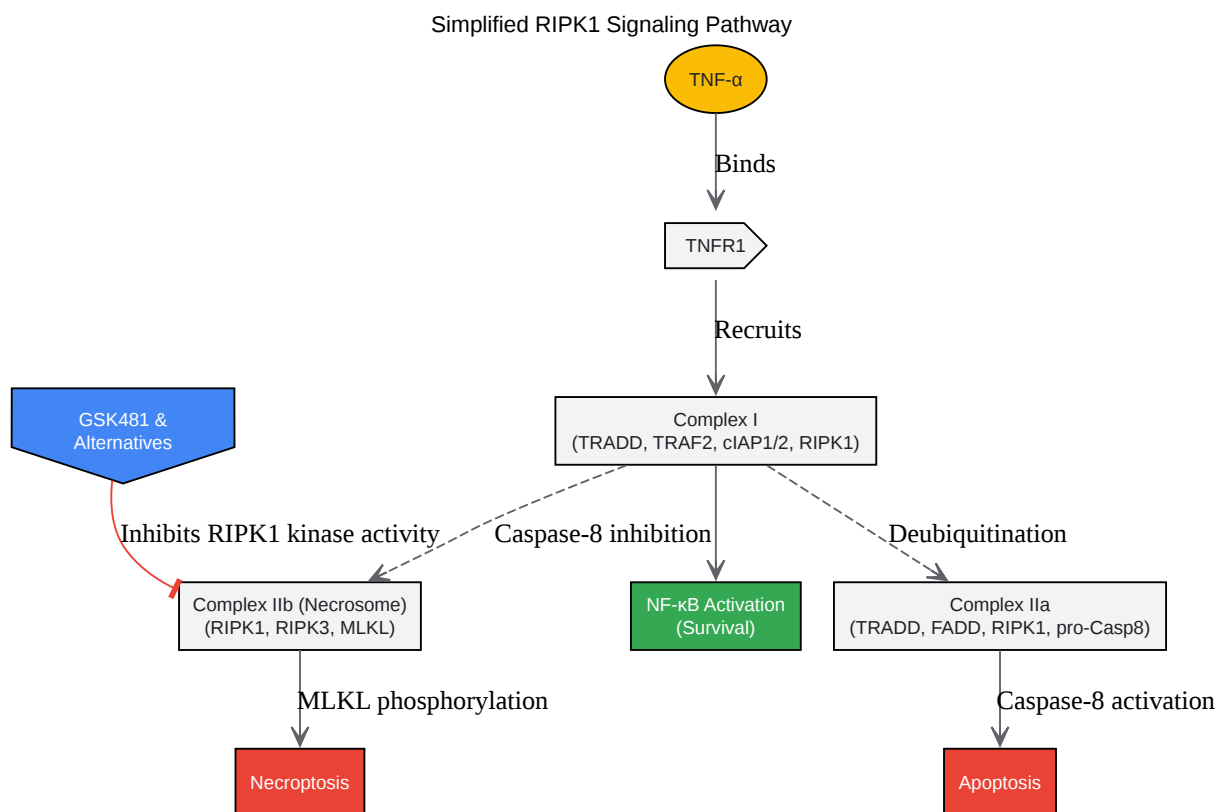 Simplified RIPK1 Signaling Pathway
TNF-α
Binds
TNFR1
Recruits
GSK481 &
Alternatives
Complex I
(TRADD, TRAF2, cIAP1/2, RIPK1)
Inhibits RIPK1 kinase activity
Caspase-8 inhibition
Deubiquitination
Complex IIb (Necrosome)
(RIPK1, RIPK3, MLKL)
NF-κB Activation
(Survival)
Complex IIa
(TRADD, FADD, RIPK1, pro-Casp8)
MLKL phosphorylation
Caspase-8 activation
Necroptosis
Apoptosis